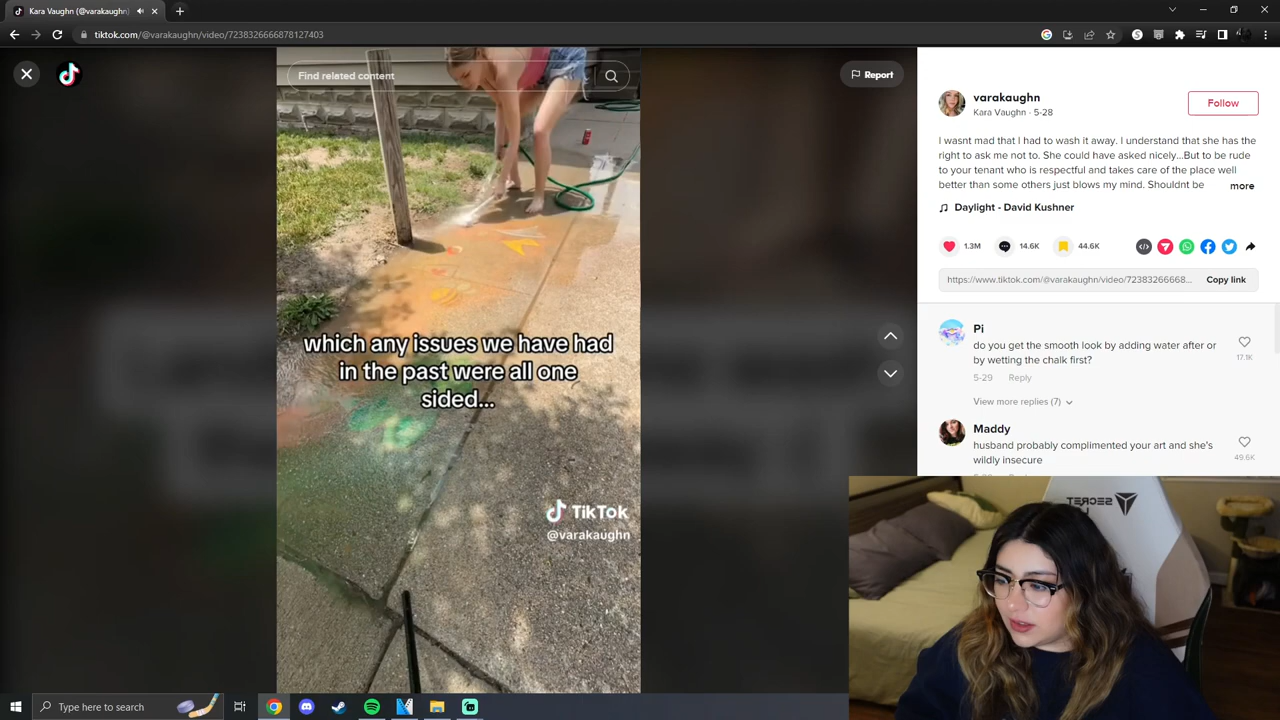 Kara Vaughn (@varakaughn)
tiktok.com/@varakaughn/video/7238326666878127403
Find related content
Report
varakaughn
Kara Vaughn · 5-28
Follow
I wasnt mad that I had to wash it away. I understand that she has the
right to ask me not to. She could have asked nicely...But to be rude
to your tenant who is respectful and takes care of the place well
better than some others just blows my mind. Shouldnt be
more
Daylight - David Kushner
1.3M
14.6K
44.6K
https://www.tiktok.com/@varakaughn/video/72383266668...
Copy link
which any issues we have had
in the past were all one
sided...
TikTok
@varakaughn
Pi
do you get the smooth look by adding water after or
by wetting the chalk first?
17.1K
5-29 Reply
View more replies (7)
Maddy
husband probably complimented your art and she's
wildly insecure
49.6K
SECRET
Type here to search